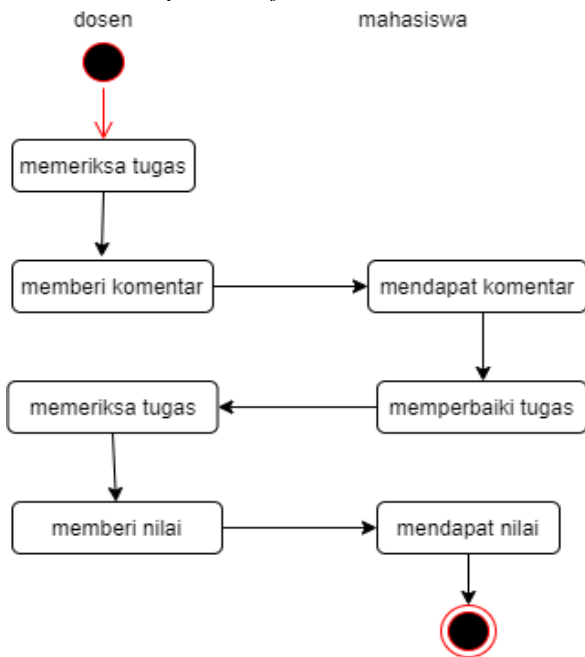 dosen
mahasiswa
memeriksa tugas
memberi komentar
mendapat komentar
memeriksa tugas
memperbaiki tugas
memberi nilai
mendapat nilai